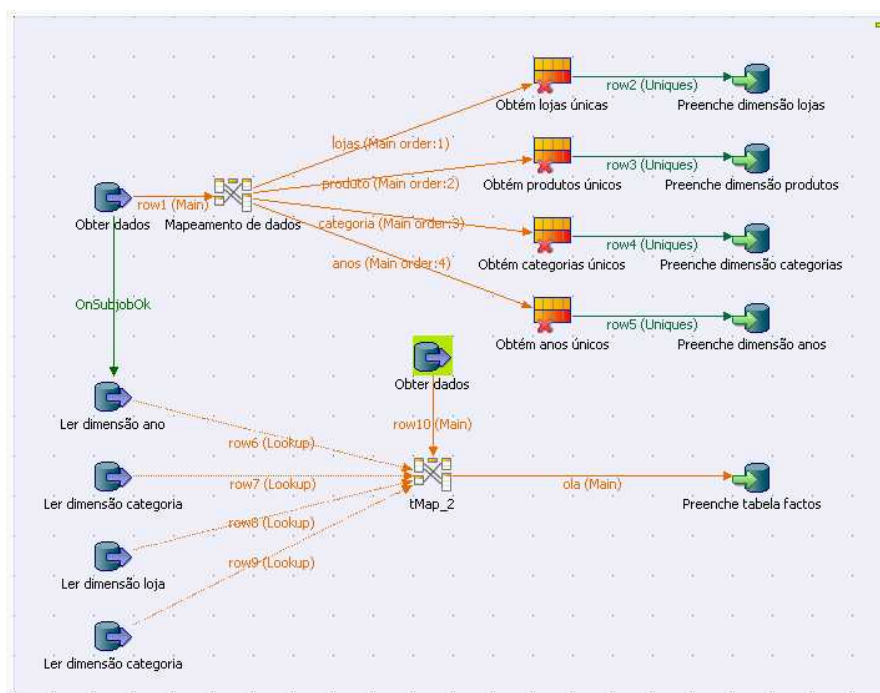 row2 (Uniques)
Obtém lojas únicas
Preenche dimensão lojas
lojas (Main order:1)
row3 (Uniques)
produto (Main order:2)
Obtém produtos únicos
Preenche dimensão produtos
row1 (Main)
Obter dados
Mapeamento de dados
categoria (Main order:3)
row4 (Uniques)
anos (Main order:4)
Obtém categorias únicos
Preenche dimensão categorias
OnSubjobOk
row5 (Uniques)
Obtém anos únicos
Preenche dimensão anos
Obter dados
Ler dimensão ano
row10 (Main)
row6 (Lookup)
row7 (Lookup)
ola (Main)
Ler dimensão categoria
tMap_2
Preenche tabela factos
row8 (Lookup)
row9 (Lookup)
Ler dimensão loja
Ler dimensão categoria